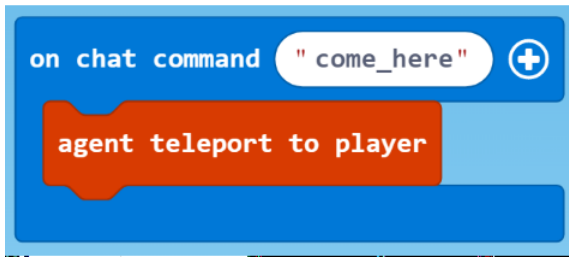 on chat command "come_here"
agent teleport to player